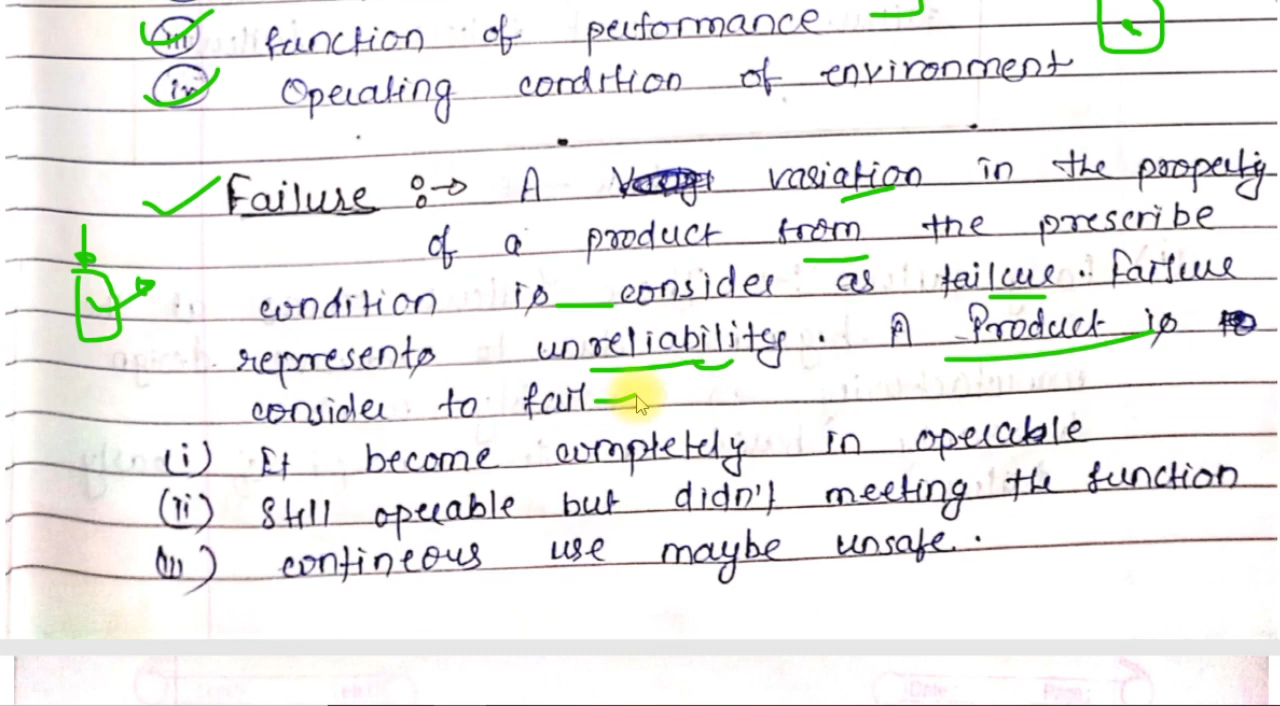 (iii) function of performance
(iv) Operating condition of environment
Failure :→ A variation in the property
of a product from the prescribe
condition is consider as failure. Failure
represents unreliability. A Product is
consider to fail
(i) It become completely in operable
(ii) Still operable but didn't meeting the function
(iii) contineous use maybe unsafe.